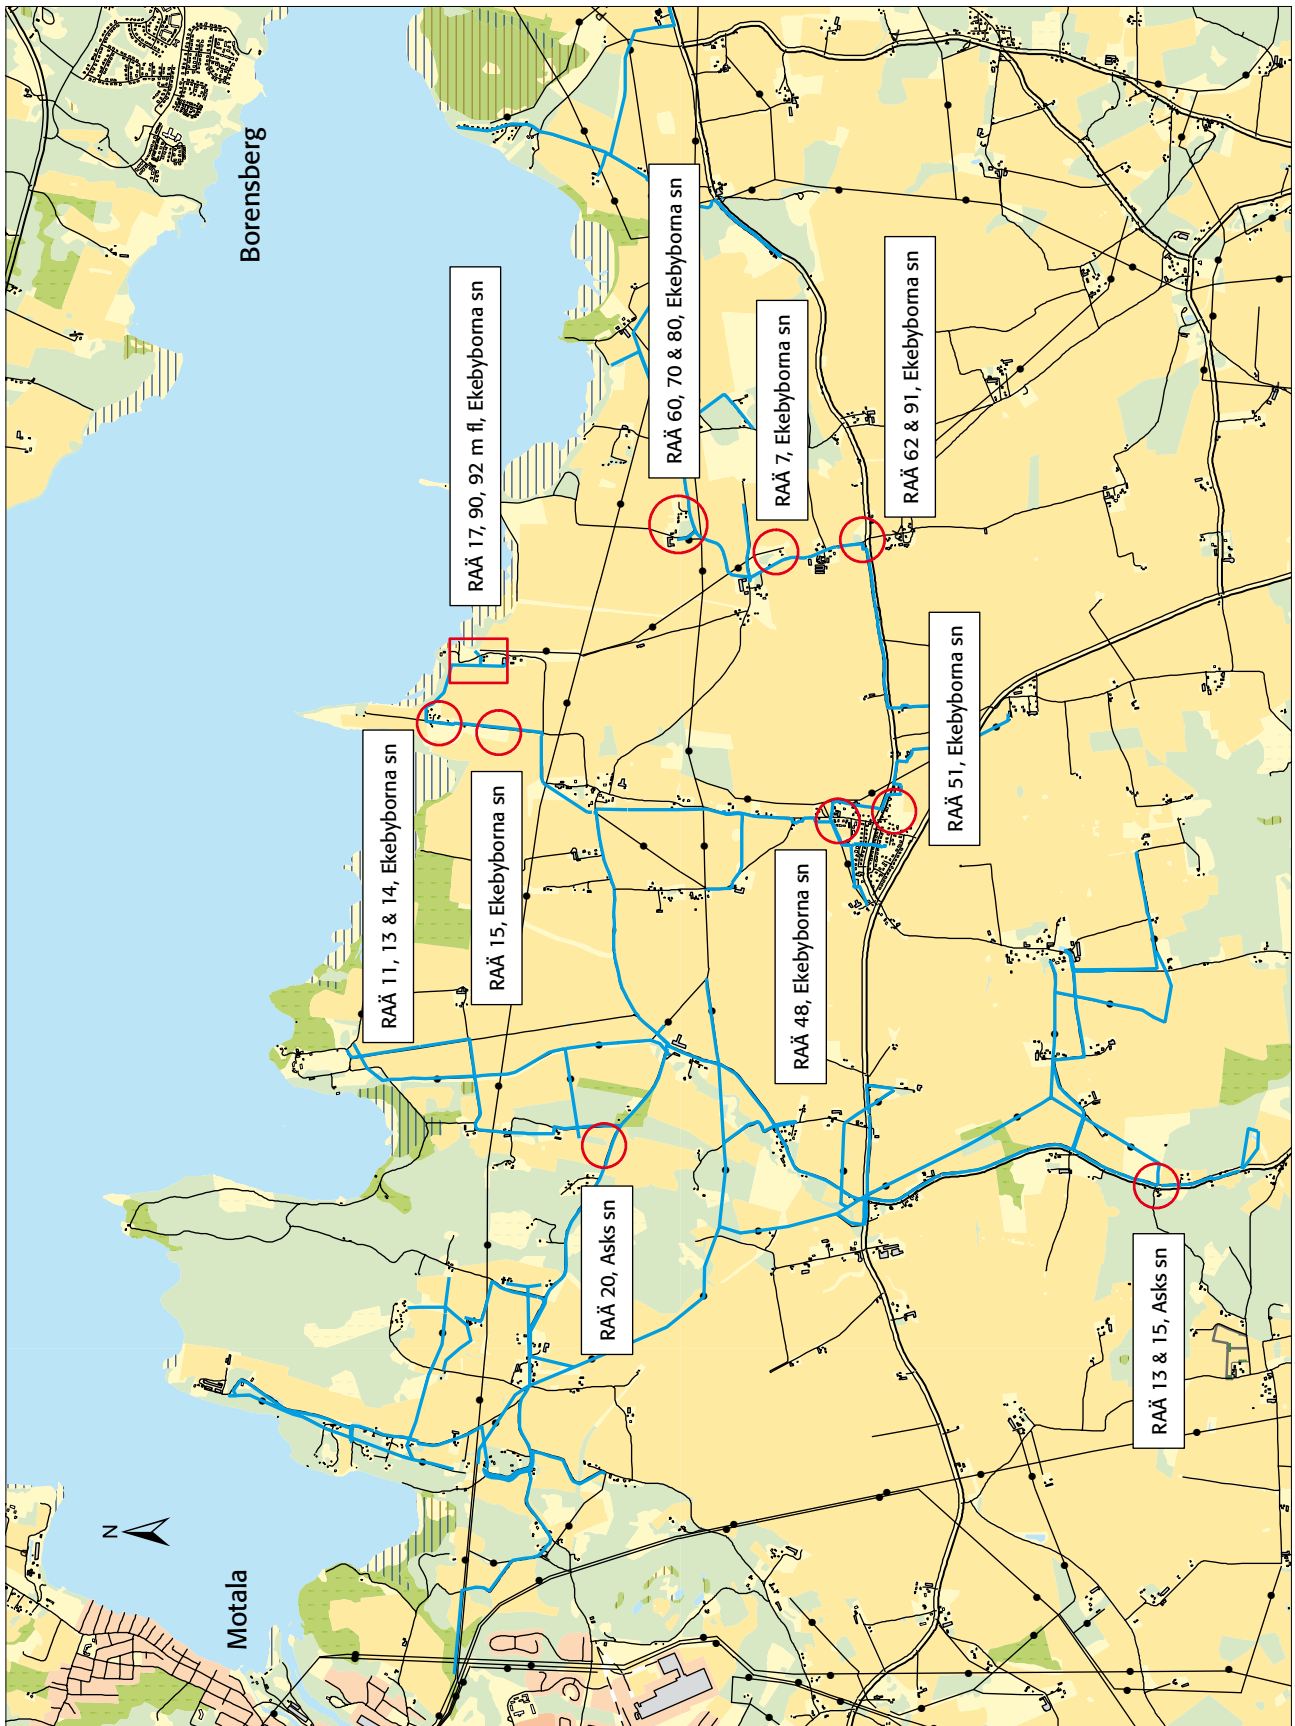 Borensberg
RAÄ 17, 90, 92 m fl, Ekebyborna sn
RAÄ 60, 70 & 80, Ekebyborna sn
RAÄ 7, Ekebyborna sn
RAÄ 62 & 91, Ekebyborna sn
RAÄ 11, 13 & 14, Ekebyborna sn
RAÄ 15, Ekebyborna sn
RAÄ 51, Ekebyborna sn
RAÄ 48, Ekebyborna sn
RAÄ 20, Asks sn
RAÄ 13 & 15, Asks sn
N
Motala